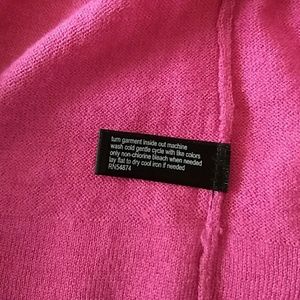 turn garment inside out machine
wash cold gentle cycle with like colors
only non-chlorine bleach when needed
lay flat to dry cool iron if needed
RN54874